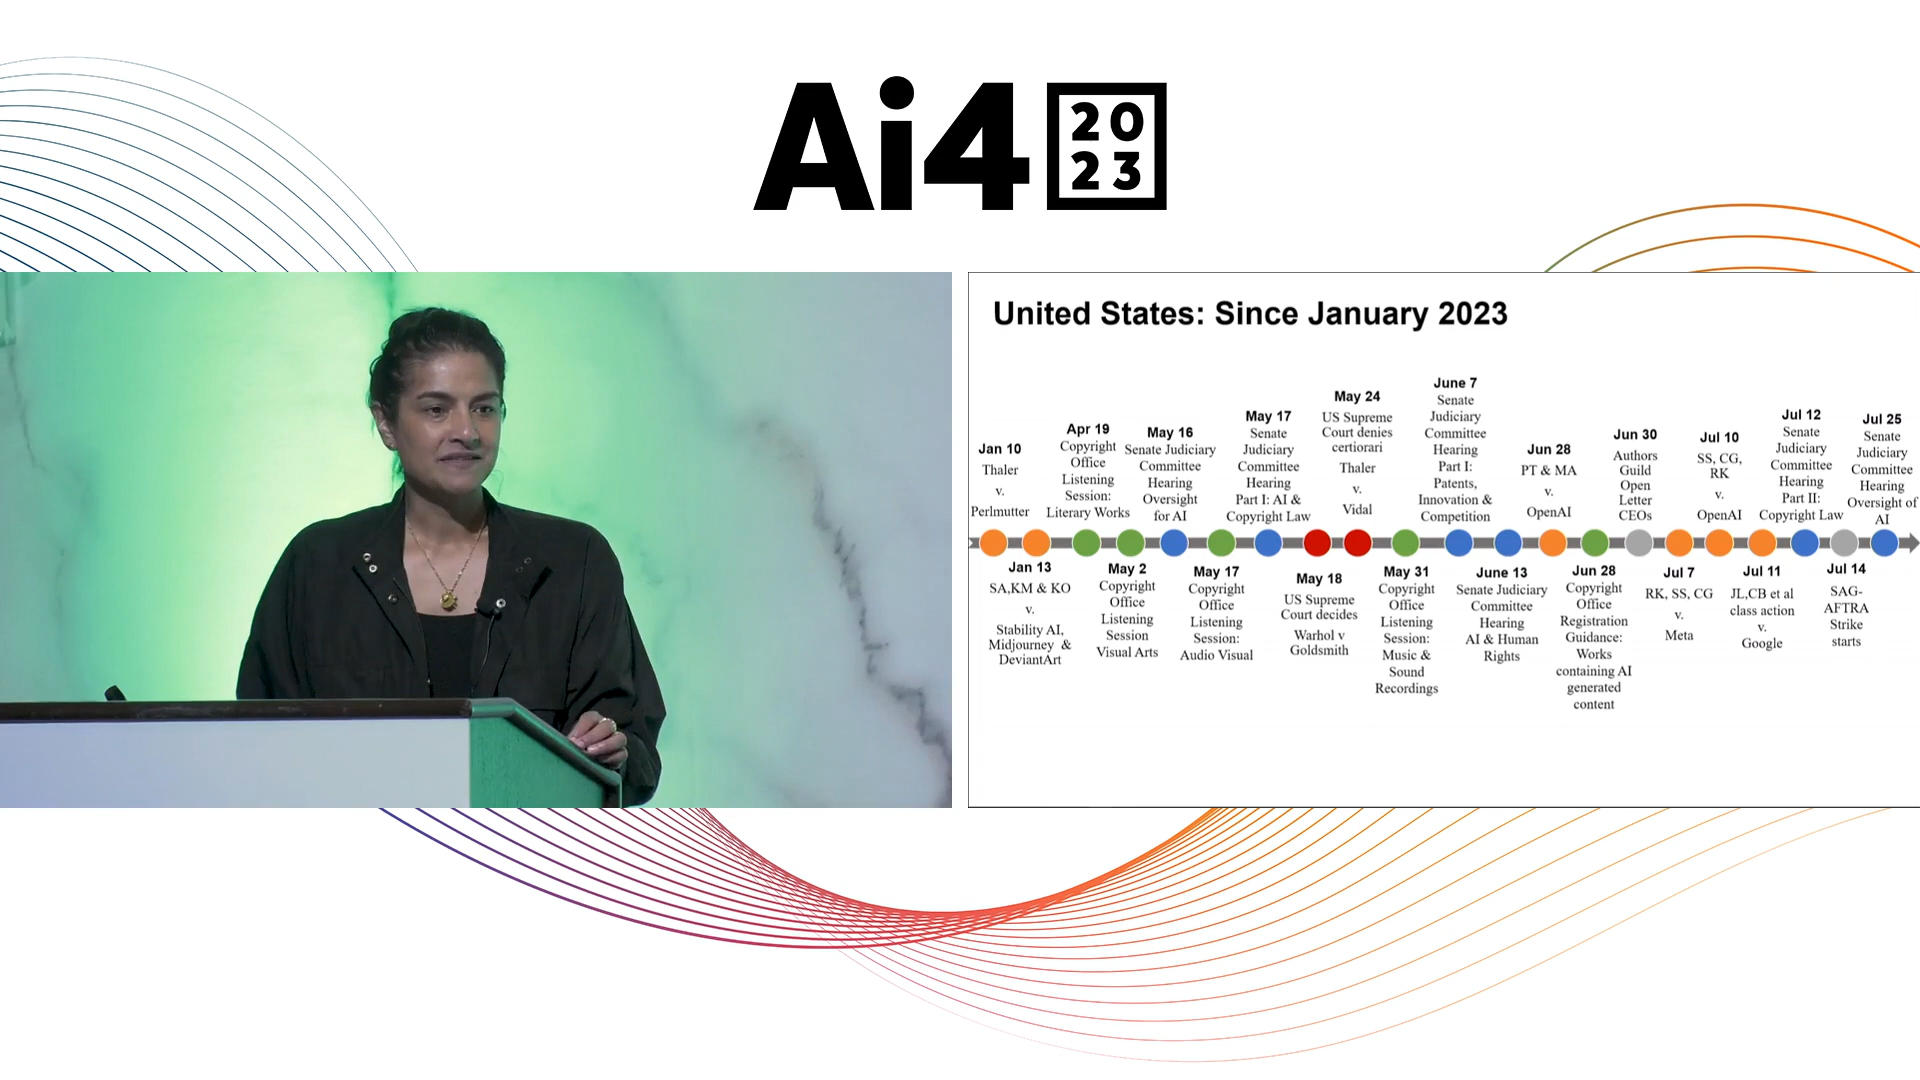 Ai4
20
23
United States: Since January 2023
Jan 10
Thaler
v.
Perlmutter
Jan 13
SA,KM & KO
v.
Stability AI,
Midjourney &
DeviantArt
Apr 19
Copyright
Office
Listening
Session:
Literary Works
May 2
Copyright
Office
Listening
Session
Visual Arts
May 16
Senate Judiciary
Committee
Hearing
Oversight
for AI
May 17
Copyright
Office
Listening
Session:
Audio Visual
May 17
Senate
Judiciary
Committee
Hearing
Part I: AI &
Copyright Law
May 18
US Supreme
Court decides
Warhol v
Goldsmith
May 24
US Supreme
Court denies
certiorari
Thaler
v.
Vidal
May 31
Copyright
Office
Listening
Session:
Music &
Sound
Recordings
June 7
Senate
Judiciary
Committee
Hearing
Part I:
Patents,
Innovation &
Competition
June 13
Senate Judiciary
Committee
Hearing
AI & Human
Rights
Jun 28
PT & MA
v.
OpenAI
Jun 28
Copyright
Office
Registration
Guidance:
Works
containing AI
generated
content
Jun 30
Authors
Guild
Open
Letter
CEOs
Jul 7
RK, SS, CG
v.
Meta
Jul 10
SS, CG,
RK
v.
OpenAI
Jul 11
JL,CB et al
class action
v.
Google
Jul 12
Senate
Judiciary
Committee
Hearing
Part II:
Copyright Law
Jul 14
SAG-
AFTRA
Strike
starts
Jul 25
Senate
Judiciary
Committee
Hearing
Oversight of
AI